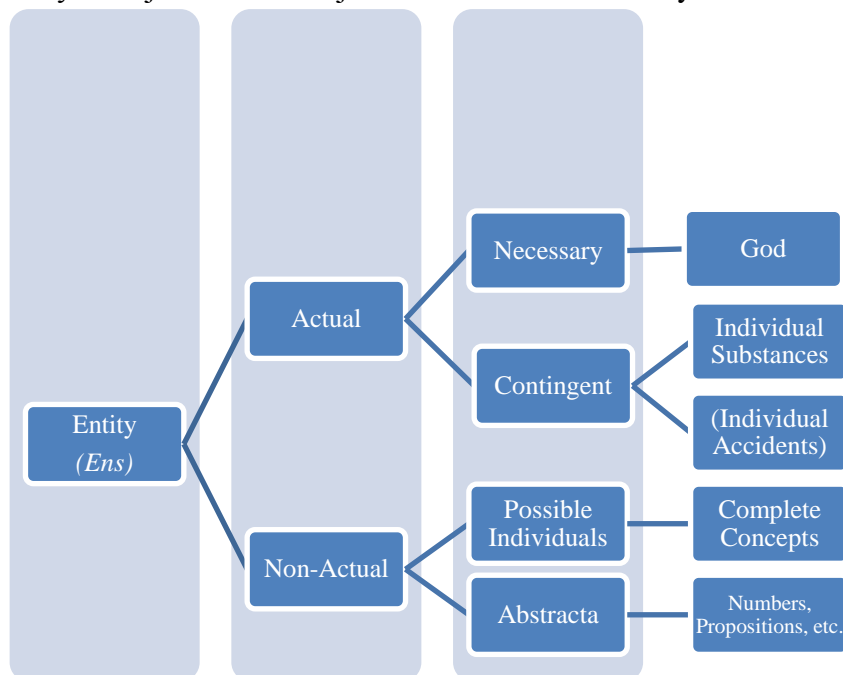 Necessary
God
Actual
Individual
Substances
Contingent
(Individual
Accidents)
Entity
(Ens)
Possible
Individuals
Complete
Concepts
Non-Actual
Abstracta
Numbers,
Propositions, etc.